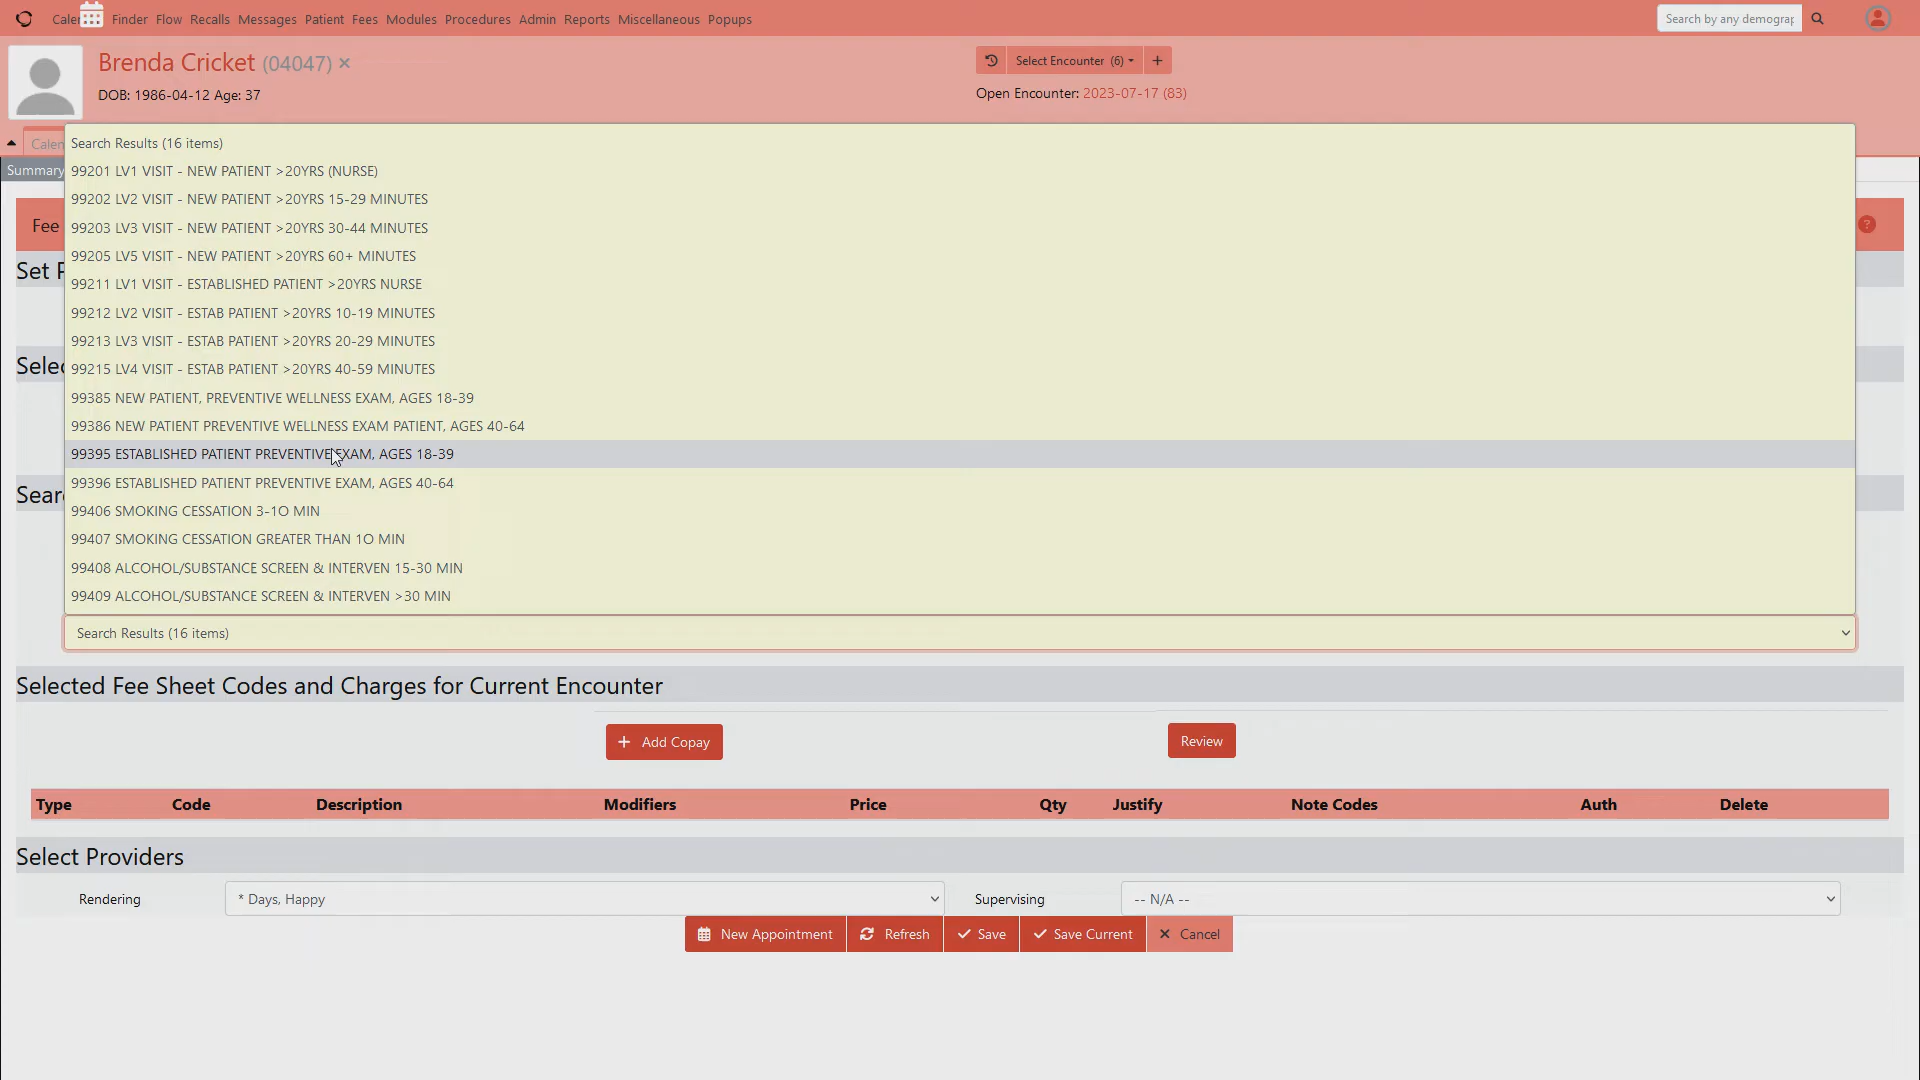 Calen Finder Flow Recalls Messages Patient Fees Modules Procedures Admin Reports Miscellaneous Popups
Search by any demograp
Brenda Cricket (04047) ×
DOB: 1986-04-12 Age: 37
Select Encounter (6)
Open Encounter: 2023-07-17 (83)
Calen
Summary
Fee
Set P
Selec
Sear
Search Results (16 items)
99201 LV1 VISIT - NEW PATIENT >20YRS (NURSE)
99202 LV2 VISIT - NEW PATIENT >20YRS 15-29 MINUTES
99203 LV3 VISIT - NEW PATIENT >20YRS 30-44 MINUTES
99205 LV5 VISIT - NEW PATIENT >20YRS 60+ MINUTES
99211 LV1 VISIT - ESTABLISHED PATIENT >20YRS NURSE
99212 LV2 VISIT - ESTAB PATIENT >20YRS 10-19 MINUTES
99213 LV3 VISIT - ESTAB PATIENT >20YRS 20-29 MINUTES
99215 LV4 VISIT - ESTAB PATIENT >20YRS 40-59 MINUTES
99385 NEW PATIENT, PREVENTIVE WELLNESS EXAM, AGES 18-39
99386 NEW PATIENT PREVENTIVE WELLNESS EXAM PATIENT, AGES 40-64
99395 ESTABLISHED PATIENT PREVENTIVE EXAM, AGES 18-39
99396 ESTABLISHED PATIENT PREVENTIVE EXAM, AGES 40-64
99406 SMOKING CESSATION 3-1O MIN
99407 SMOKING CESSATION GREATER THAN 1O MIN
99408 ALCOHOL/SUBSTANCE SCREEN & INTERVEN 15-30 MIN
99409 ALCOHOL/SUBSTANCE SCREEN & INTERVEN >30 MIN
Search Results (16 items)
Selected Fee Sheet Codes and Charges for Current Encounter
+ Add Copay Review
Type Code Description Modifiers Price Qty Justify Note Codes Auth Delete
Select Providers
Rendering * Days, Happy Supervising -- N/A --
New Appointment Refresh Save Save Current Cancel